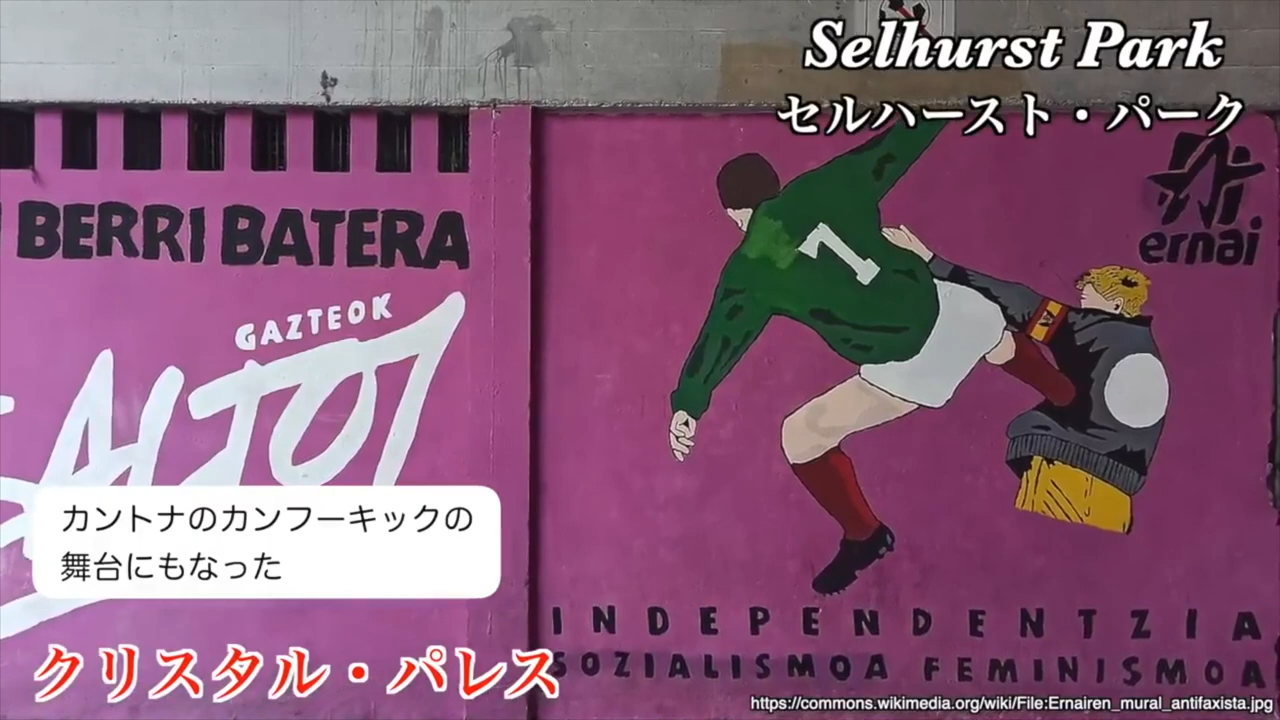 Selhurst Park
セルハースト・パーク
ernai
BERRI BATERA
GAZTEOK
1
カントナのカンフーキックの
舞台にもなった
INDEPENDENTZIA
SOZIALISMOA FEMINISMOA
クリスタル・パレス
https://commons.wikimedia.org/wiki/File:Ernairen_mural_antifaxista.jpg